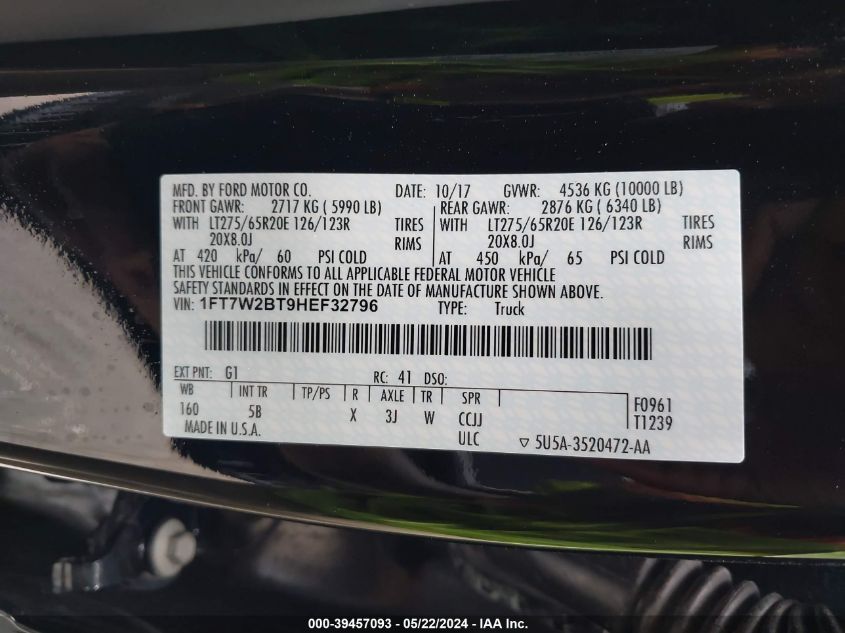 MFD. BY FORD MOTOR CO. DATE: 10/17 GVWR: 4536 KG (10000 LB)
FRONT GAWR: 2717 KG ( 5990 LB) REAR GAWR: 2876 KG ( 6340 LB)
WITH LT275/65R20E 126/123R TIRES WITH LT275/65R20E 126/123R TIRES
20X8.0J RIMS 20X8.0J RIMS
AT 420 kPa/ 60 PSI COLD AT 450 kPa/ 65 PSI COLD
THIS VEHICLE CONFORMS TO ALL APPLICABLE FEDERAL MOTOR VEHICLE
SAFETY STANDARDS IN EFFECT ON THE DATE OF MANUFACTURE SHOWN ABOVE.
VIN: 1FT7W2BT9HEF32796 TYPE: Truck
EXT PNT: G1 RC: 41 DSO:
WB INT TR TP/PS R AXLE TR SPR F0961
160 5B X 3J W CCJJ T1239
MADE IN U.S.A. ULC ▽ 5U5A-3520472-AA
000-39457093 - 05/22/2024 - IAA Inc.